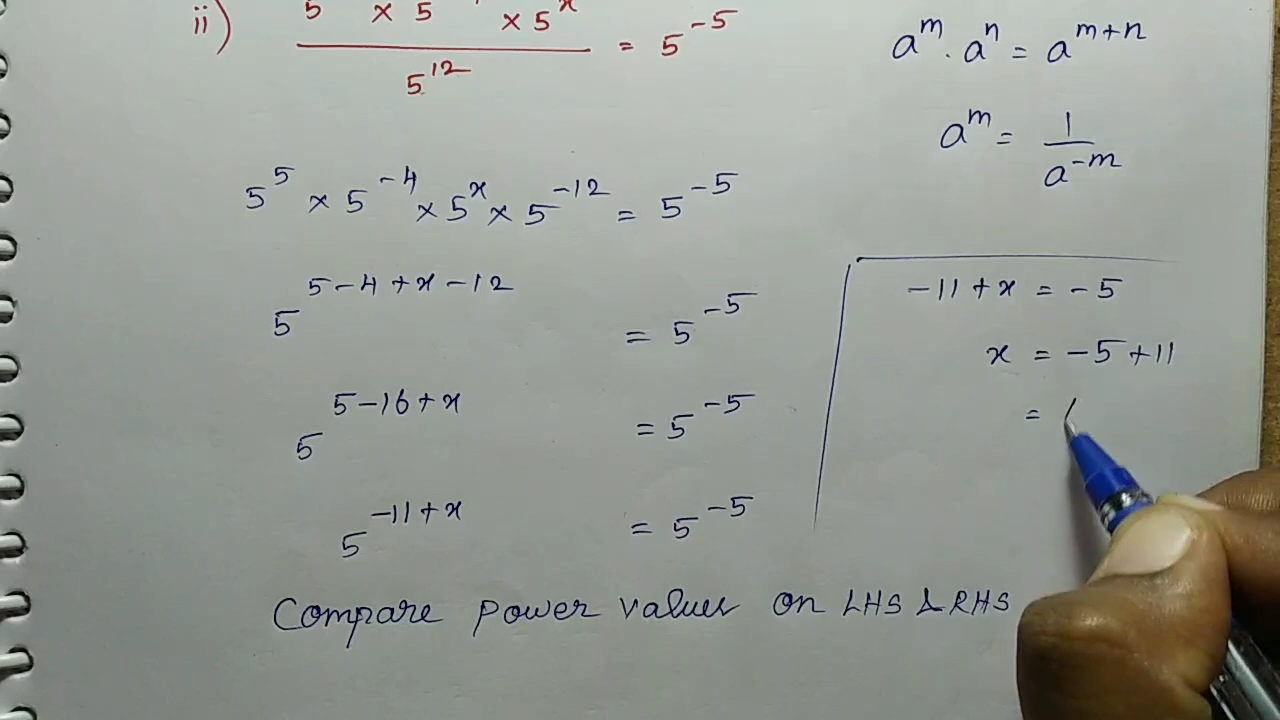 ii) 5 × 5 × 5^x
5^12 = 5^-5
a^m . a^n = a^m+n
a^m = 1/a^-m
5^5 × 5^-4 × 5^x × 5^-12 = 5^-5
5^5-4+x-12 = 5^-5
5^5-16+x = 5^-5
5^-11+x = 5^-5
Compare power values on LHS & RHS
-11+x = -5
x = -5+11
=